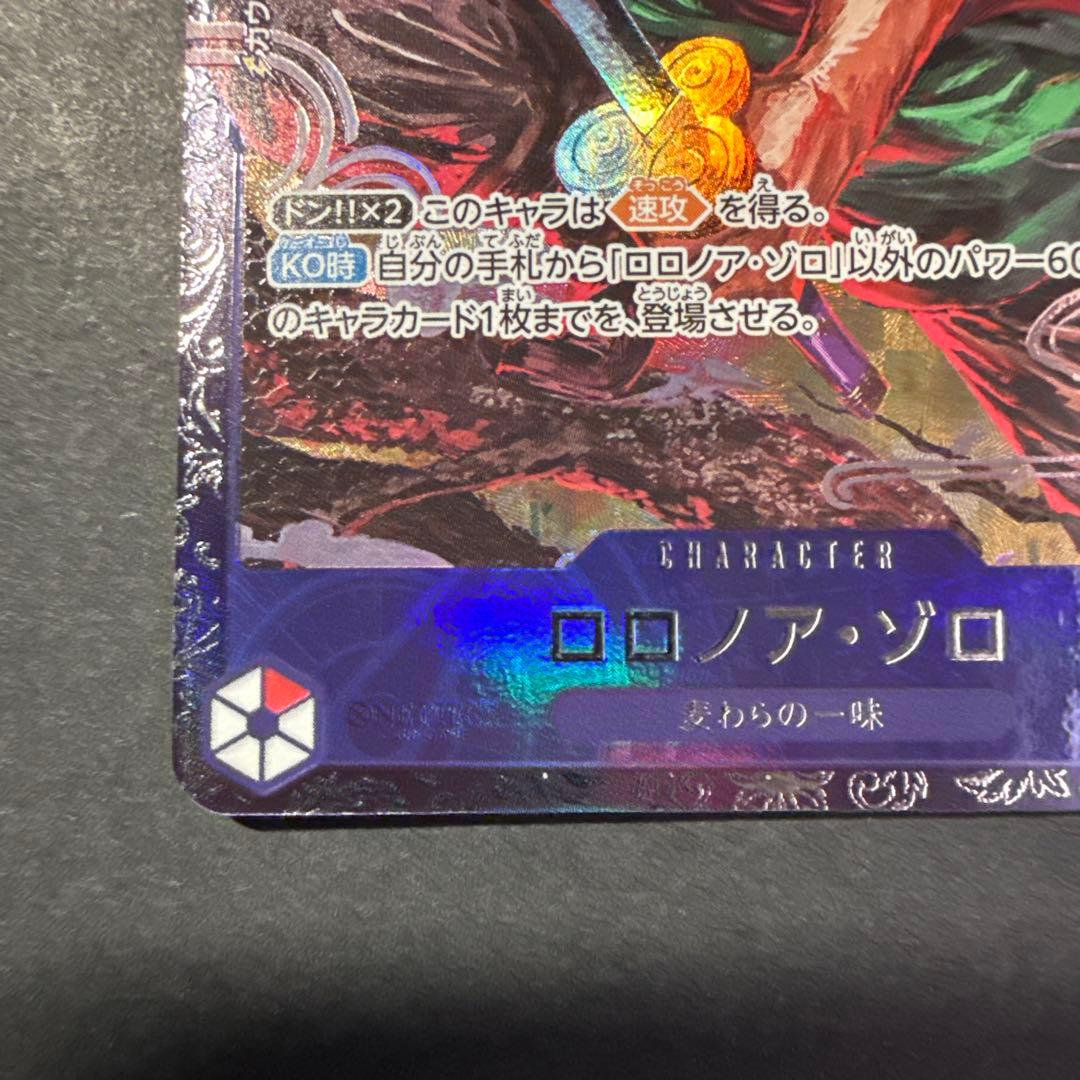 ドン!!×2 このキャラは 速攻 を得る。
KO時 自分の手札から「ロロノア・ゾロ」以外のパワー60
のキャラカード1枚までを、登場させる。
CHARACTER
ロロノア・ゾロ
麦わらの一味